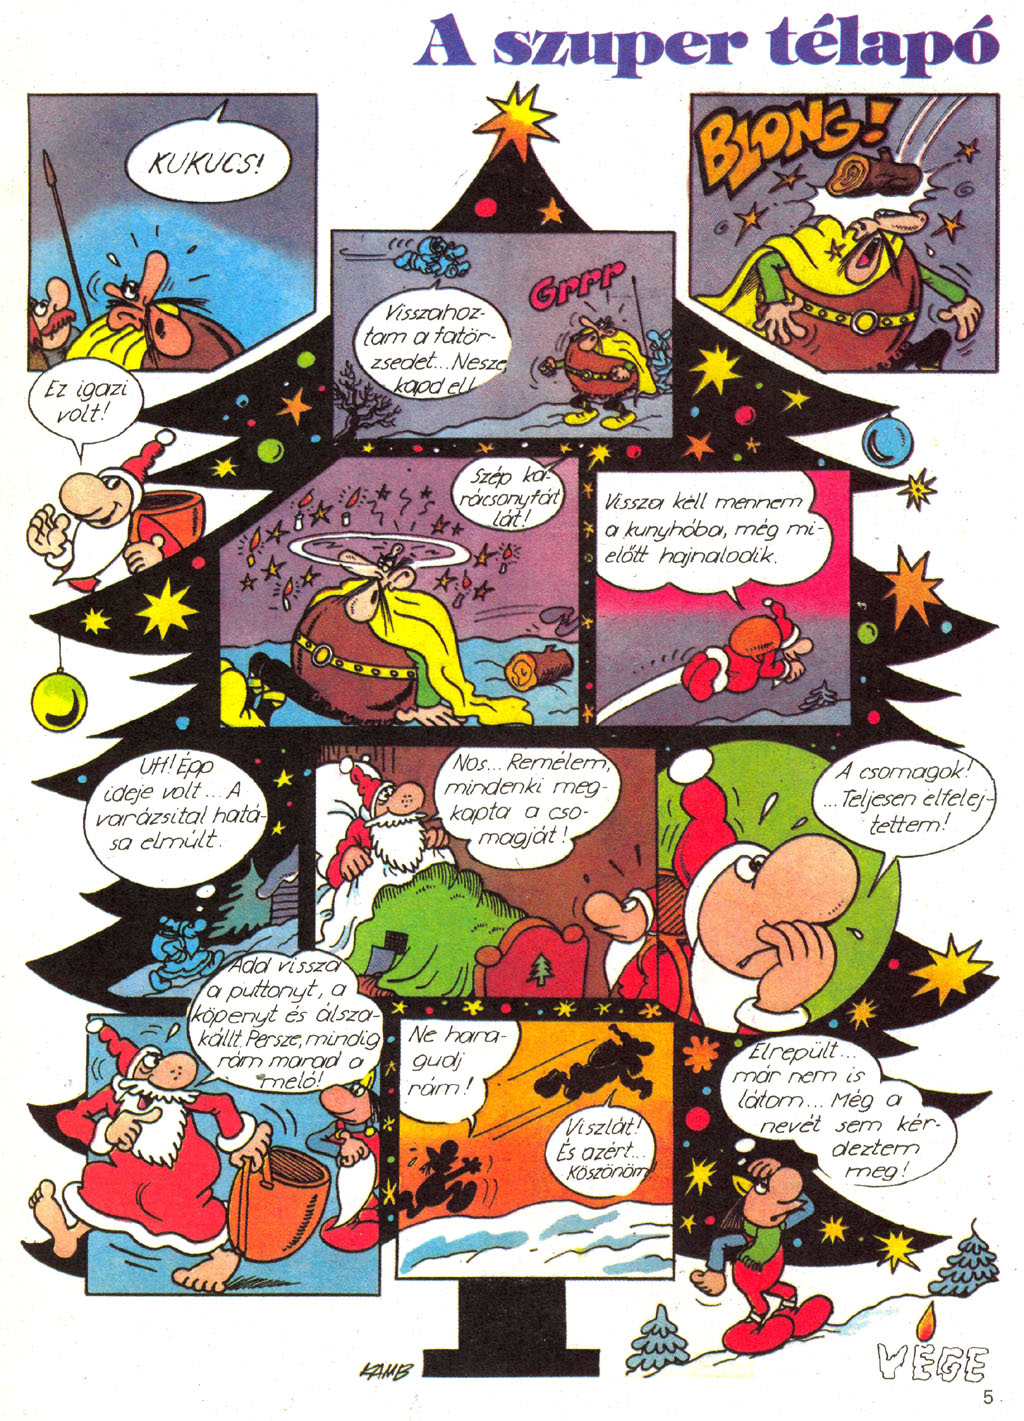 A szuper télapó
KUKUCS!
Visszahoz-
tam a fatör-
zsedet... Nesze,
kapd el!
Grrr
BLONG!
Ez igazi
volt!
Szép ka-
rácsonyfát
lát!
Vissza kell mennem
a kunyhóba, még mi-
előtt hajnalodik.
Uff! Épp
ideje volt... A
varázsital hatá-
sa elmúlt.
Nos... Remélem,
mindenki meg-
kapta a cso-
magját!
A csomagok!
...Teljesen elfelej-
tettem!
Add vissza
a puttonyt, a
köpenyt és álsza-
kállt. Persze, mindig
rám marad a
meló!
Ne hara-
gudj
rám!
Viszlát!
És azért...
Köszönöm
Elrepült...
már nem is
látom... Még a
nevét sem kér-
deztem
meg!
KAMB
VÉGE
5